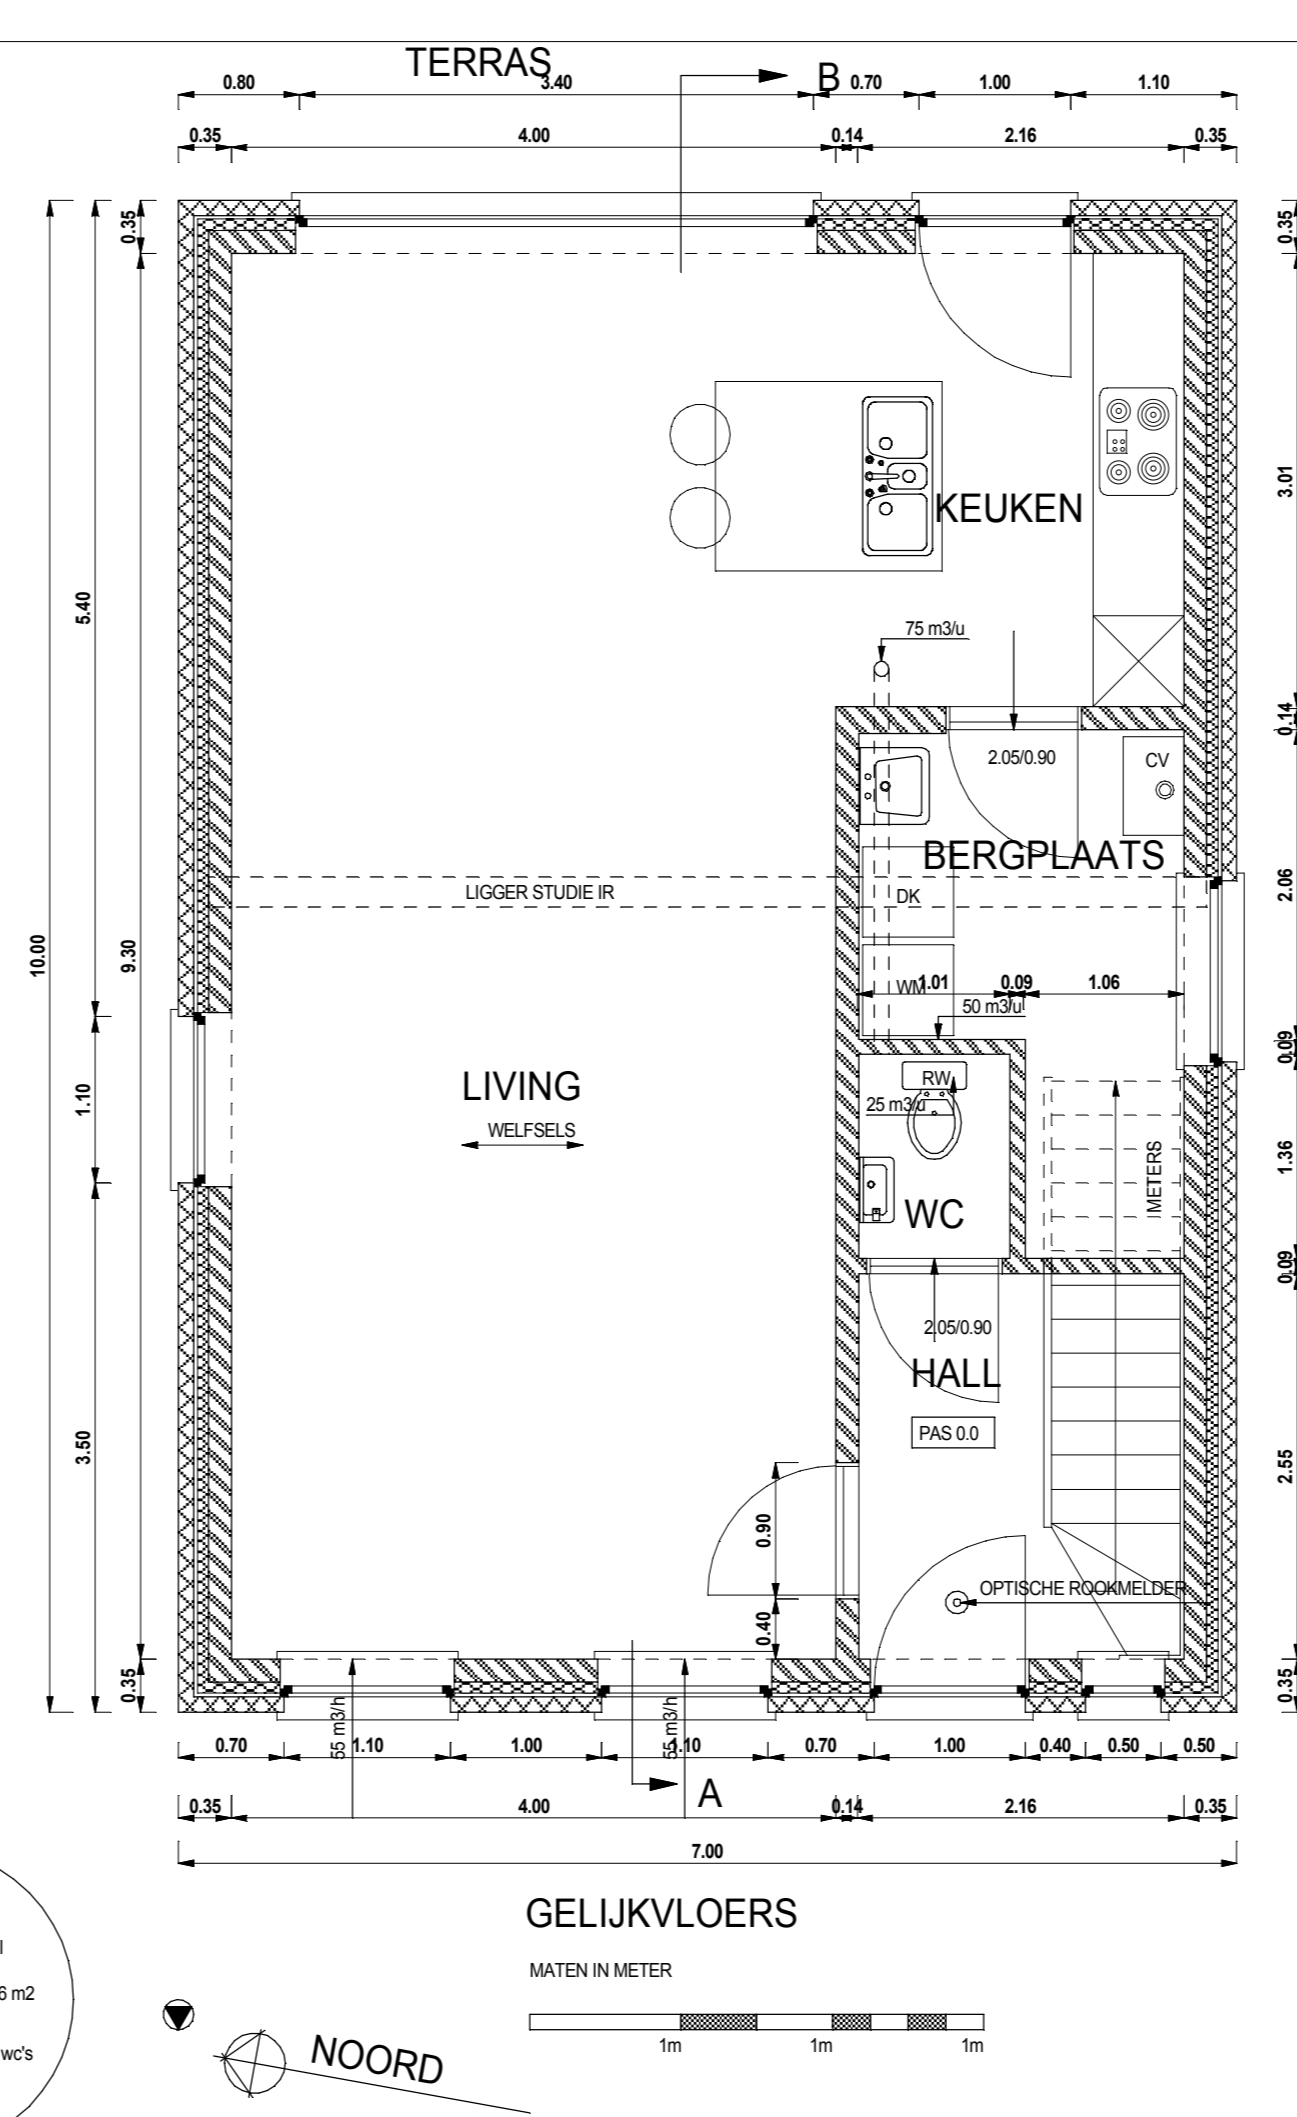 TERRAS
B
0.80
3.40
0.70
1.00
1.10
0.35
4.00
0.14
2.16
0.35
0.35
0.35
3.01
KEUKEN
5.40
75 m3/u
0.14
2.05/0.90
CV
BERGPLAATS
LIGGER STUDIE IR
DK
2.06
10.00
9.30
WM
1.01
0.09
1.06
50 m3/u
0.09
LIVING
WELFSELS
1.10
RW
25 m3/u
METERS
1.36
WC
0.09
2.05/0.90
HALL
PAS 0.0
3.50
2.55
0.90
OPTISCHE ROOKMELDER
0.40
0.35
0.35
55 m3/h
55 m3/h
0.70
1.10
1.00
1.10
0.70
1.00
0.40
0.50
0.50
A
0.35
4.00
0.14
2.16
0.35
7.00
GELIJKVLOERS
MATEN IN METER
1m
1m
1m
NOORD
l
6 m2
wc's